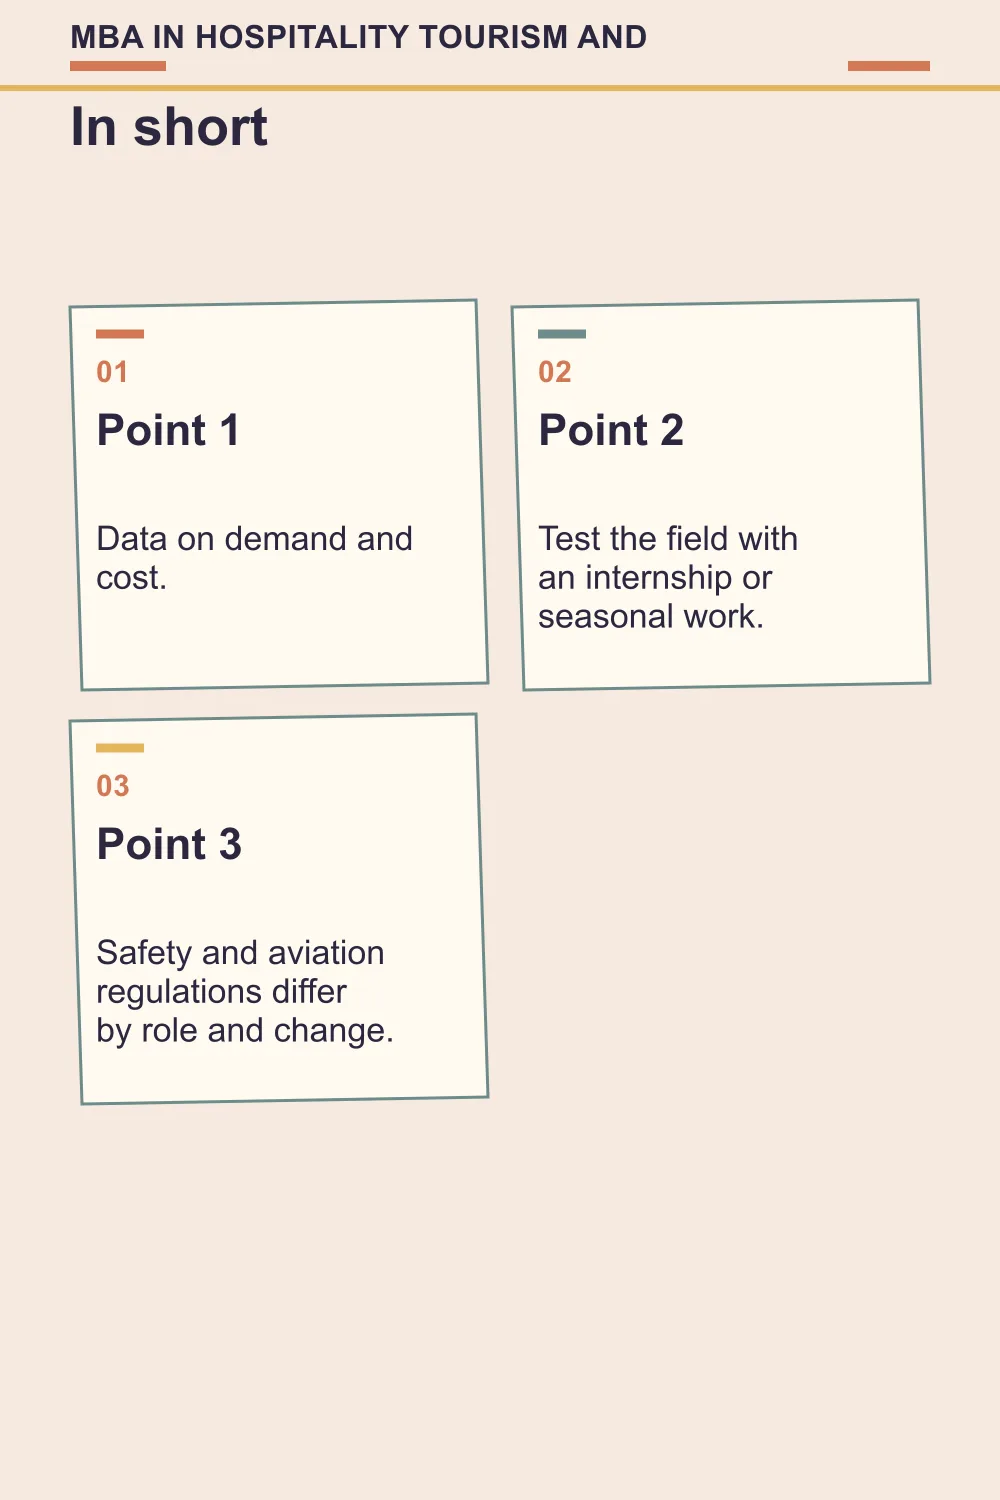 MBA IN HOSPITALITY TOURISM AND
In short
01
Point 1
Data on demand and
cost.
02
Point 2
Test the field with
an internship or
seasonal work.
03
Point 3
Safety and aviation
regulations differ
by role and change.